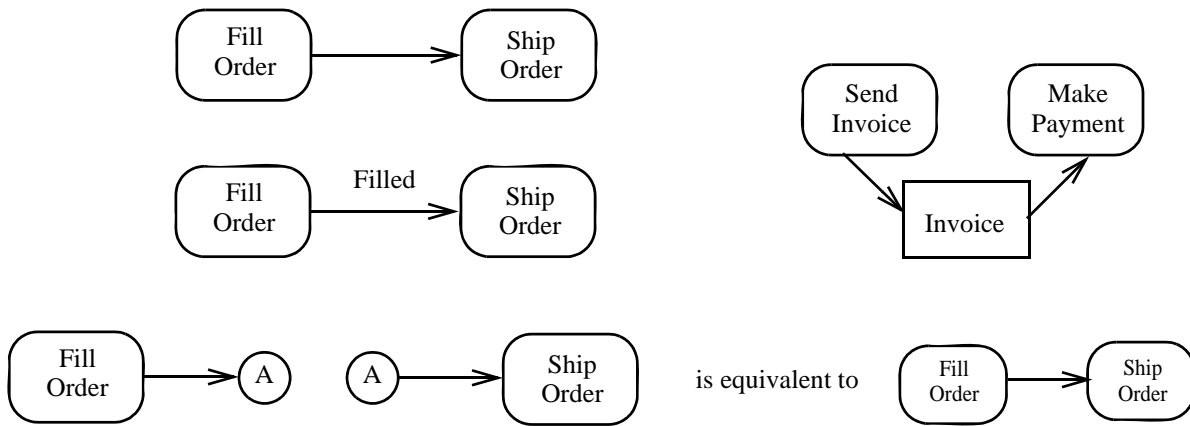 Fill
Order
Ship
Order
Send
Invoice
Make
Payment
Fill
Order
Filled
Ship
Order
Invoice
Fill
Order
A
A
Ship
Order
is equivalent to
Fill
Order
Ship
Order